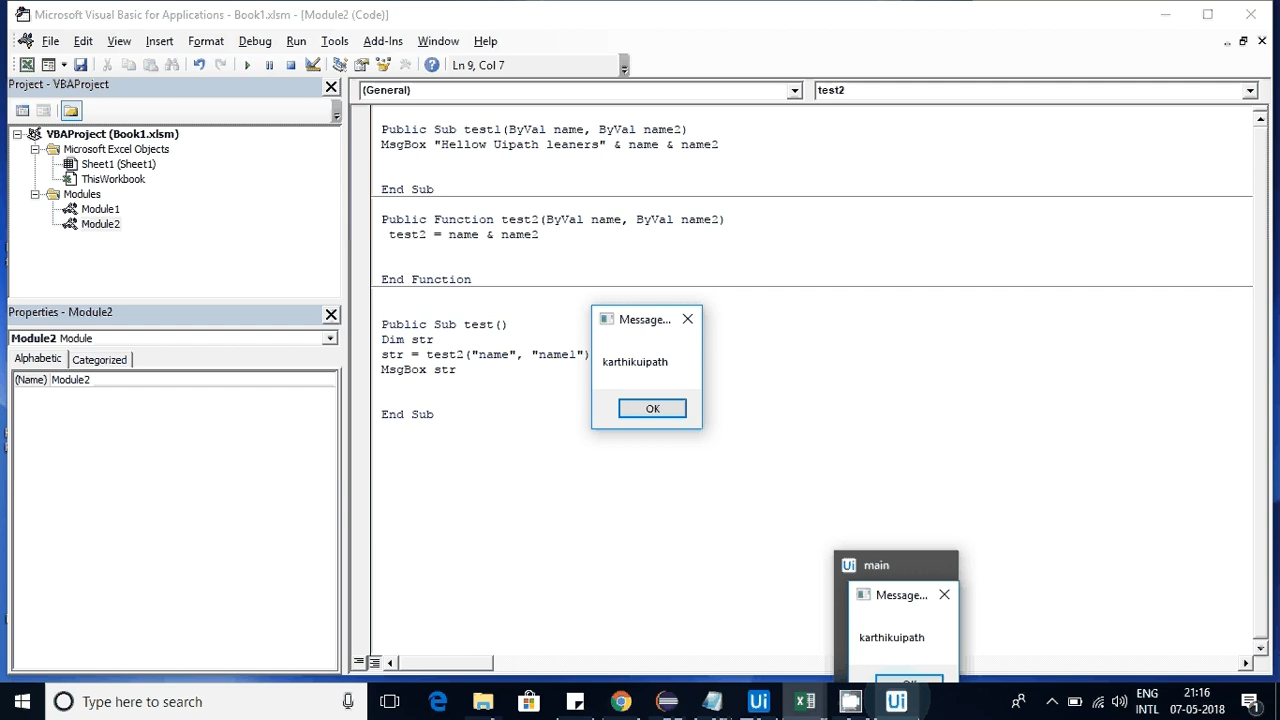 Microsoft Visual Basic for Applications - Book1.xlsm - [Module2 (Code)]
File Edit View Insert Format Debug Run Tools Add-Ins Window Help
Ln 9, Col 7
Project - VBAProject
(General)
test2
VBAProject (Book1.xlsm)
Microsoft Excel Objects
Sheet1 (Sheet1)
ThisWorkbook
Modules
Module1
Module2
Properties - Module2
Module2 Module
Alphabetic Categorized
(Name) Module2
Public Sub test1(ByVal name, ByVal name2)
MsgBox "Hellow Uipath leaners" & name & name2
End Sub
Public Function test2(ByVal name, ByVal name2)
test2 = name & name2
End Function
Public Sub test()
Dim str
str = test2("name", "name1")
MsgBox str
End Sub
Message...
karthikuipath
OK
Ui main
Message...
karthikuipath
Type here to search
Ui
Ui
ENG
INTL
21:16
07-05-2018
1